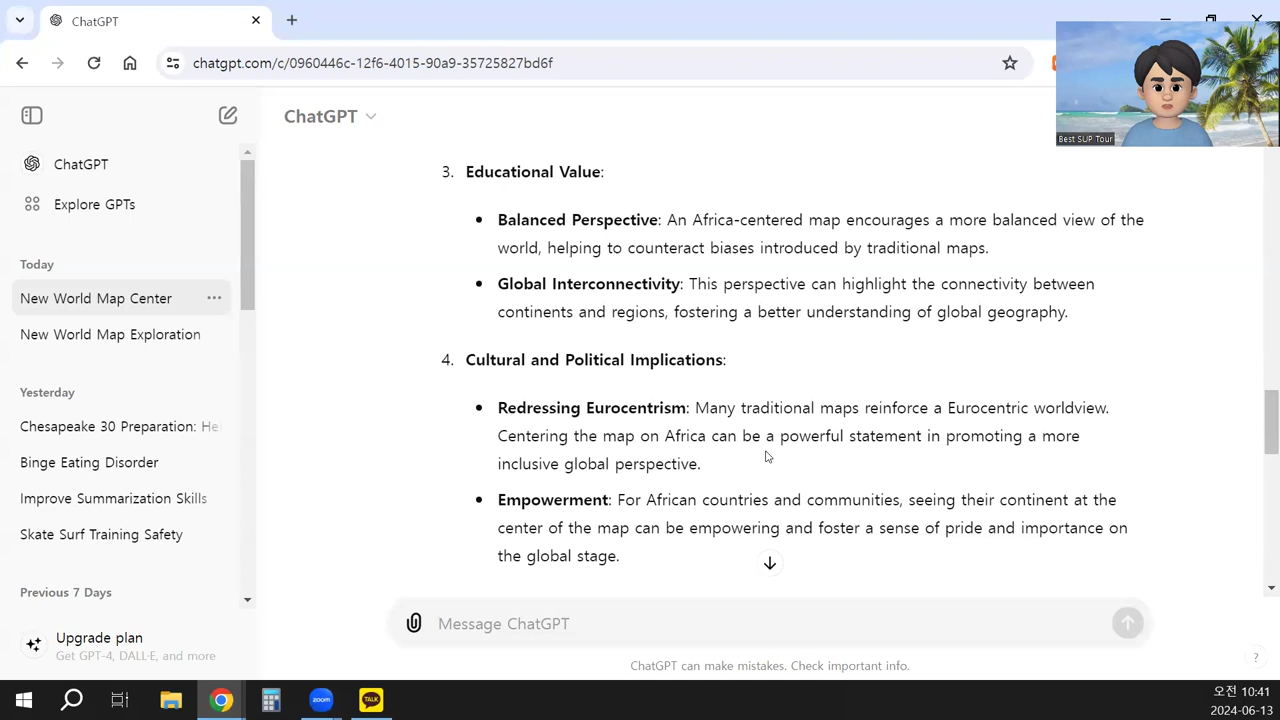 ChatGPT
chatgpt.com/c/0960446c-12f6-4015-90a9-35725827bd6f
Best SUP Tour
ChatGPT
ChatGPT
Explore GPTs
Today
New World Map Center
New World Map Exploration
Yesterday
Chesapeake 30 Preparation: He
Binge Eating Disorder
Improve Summarization Skills
Skate Surf Training Safety
Previous 7 Days
Upgrade plan
Get GPT-4, DALL·E, and more
3. Educational Value:
• Balanced Perspective: An Africa-centered map encourages a more balanced view of the
world, helping to counteract biases introduced by traditional maps.
• Global Interconnectivity: This perspective can highlight the connectivity between
continents and regions, fostering a better understanding of global geography.
4. Cultural and Political Implications:
• Redressing Eurocentrism: Many traditional maps reinforce a Eurocentric worldview.
Centering the map on Africa can be a powerful statement in promoting a more
inclusive global perspective.
• Empowerment: For African countries and communities, seeing their continent at the
center of the map can be empowering and foster a sense of pride and importance on
the global stage.
Message ChatGPT
ChatGPT can make mistakes. Check important info.
?
zoom
TALK
오전 10:41
2024-06-13